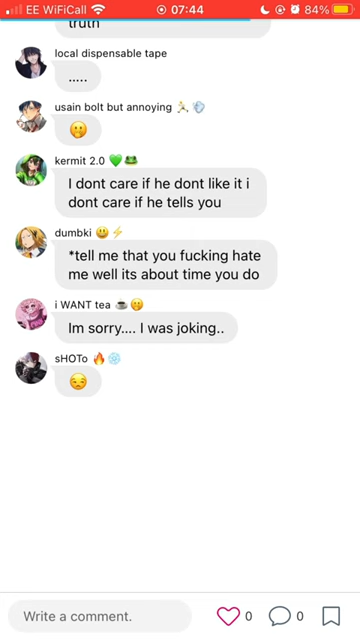 EE WiFiCall 07:44 84%
truth
local dispensable tape
.....
usain bolt but annoying 🏃💨
🤭
kermit 2.0 💚🐸
I dont care if he dont like it i
dont care if he tells you
dumbki 😃⚡
*tell me that you fucking hate
me well its about time you do
i WANT tea ☕🤭
Im sorry.... I was joking..
sHOTo 🔥❄️
😒
Write a comment. 0 0